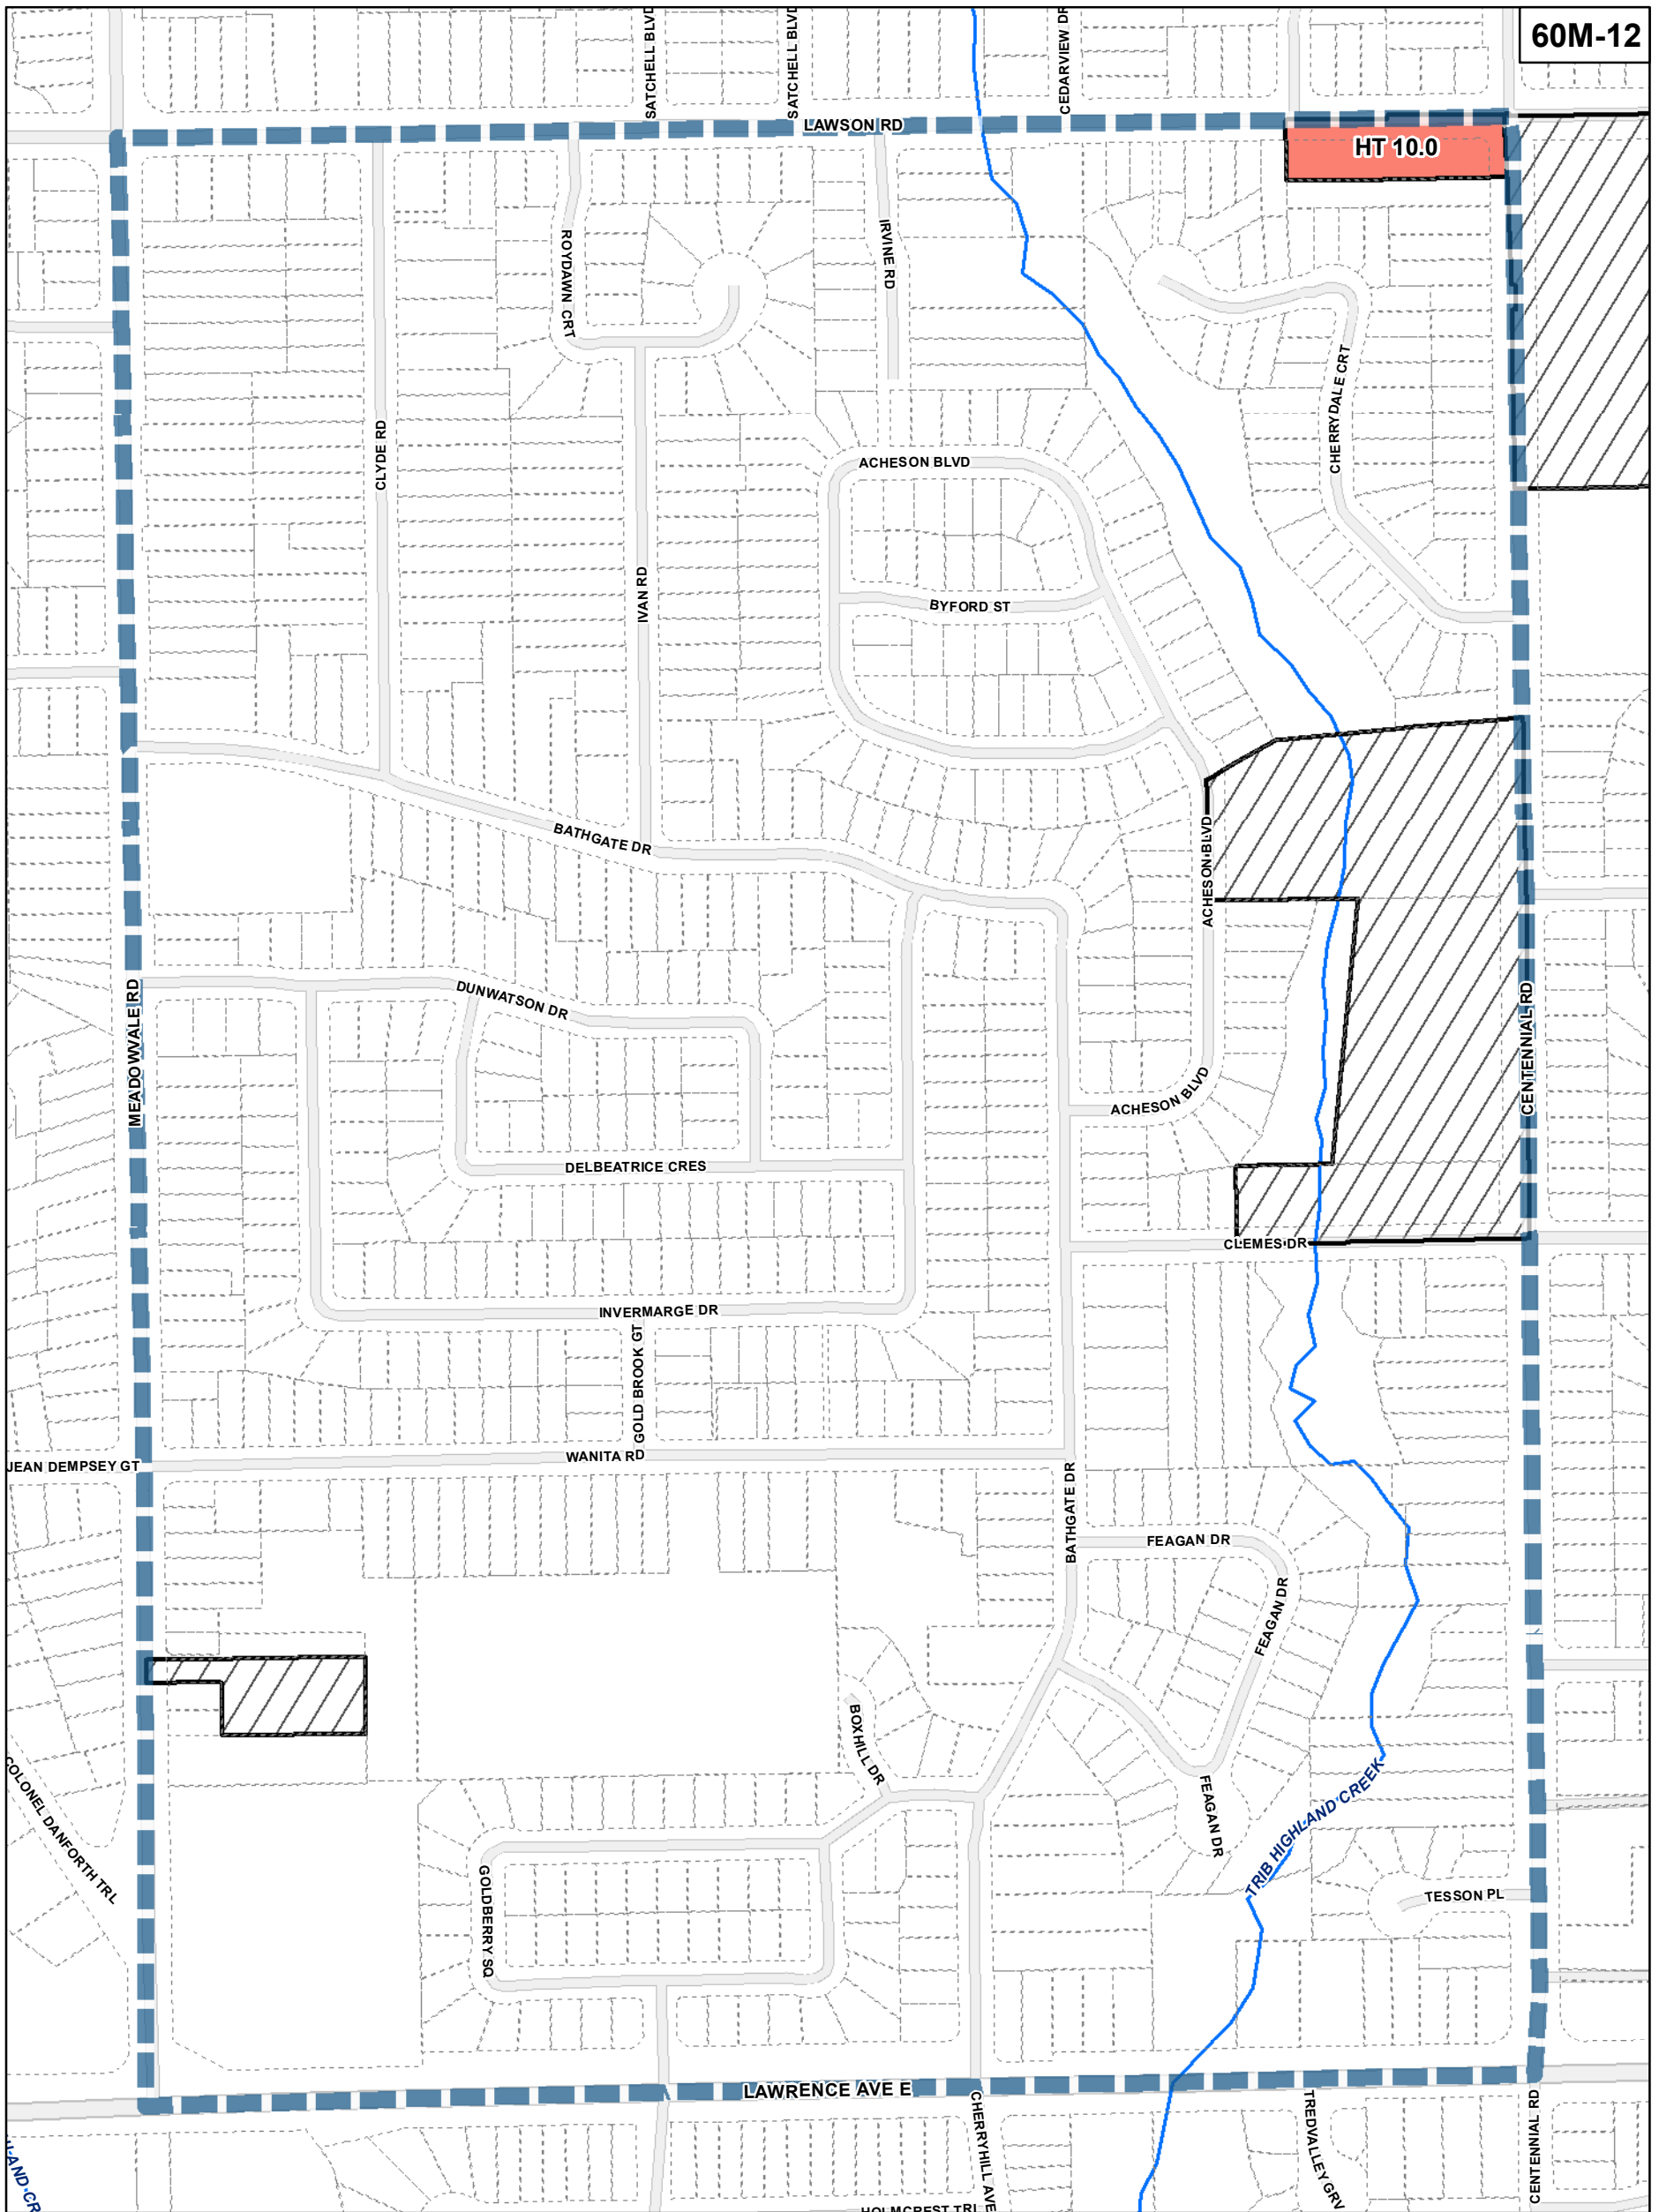 60M-12
SATCHELL BLVD
SATCHELL BLVD
CEDARVIEW DR
LAWSON RD
HT 10.0
ROYDAWN CRT
IRVINE RD
CHERRYDALE CRT
CLYDE RD
ACHESON BLVD
IVAN RD
BYFORD ST
BATHGATE DR
ACHESON BLVD
MEADOWVALE RD
DUNWATSON DR
CENTENNIAL RD
ACHESON BLVD
DELBEATRICE CRES
CLEMES DR
INVERMARGE DR
GOLD BROOK GT
WANITA RD
JEAN DEMPSEY GT
BATHGATE DR
FEAGAN DR
FEAGAN DR
BOXHILL DR
FEAGAN DR
COLONEL DANFORTH TRL
TRIB HIGHLAND CREEK
GOLDBERRY SQ
TESSON PL
LAWRENCE AVE E
CHERRYHILL AVE
TREDVALLEY GRV
CENTENNIAL RD
HOLMCREST TRL